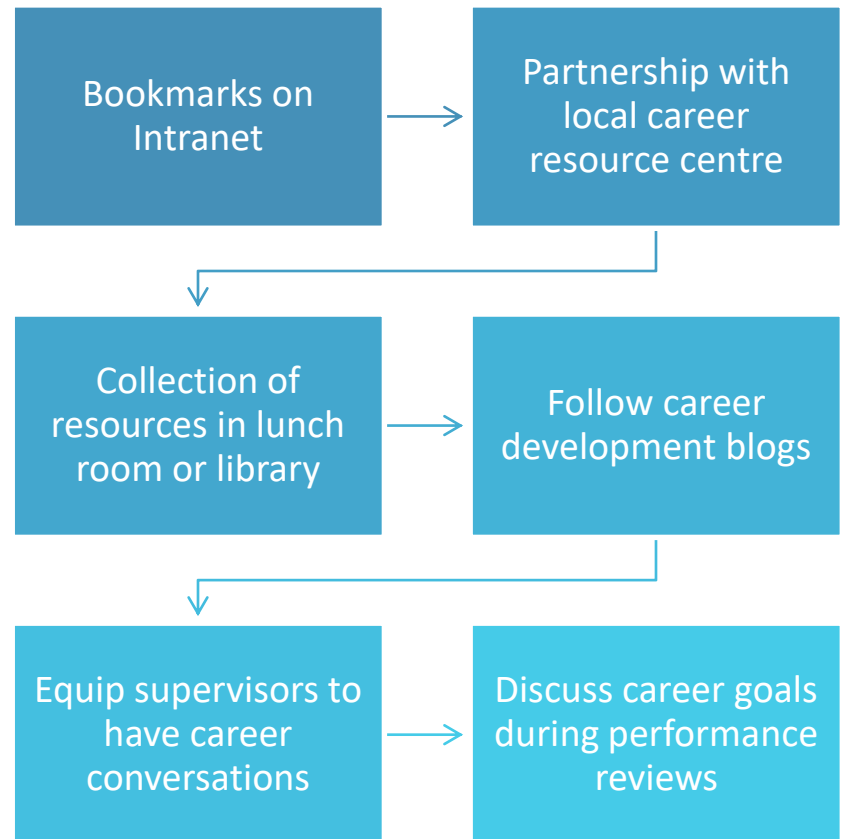 Bookmarks on
Intranet
Partnership with
local career
resource centre
Collection of
resources in lunch
room or library
Follow career
development blogs
Equip supervisors to
have career
conversations
Discuss career goals
during performance
reviews